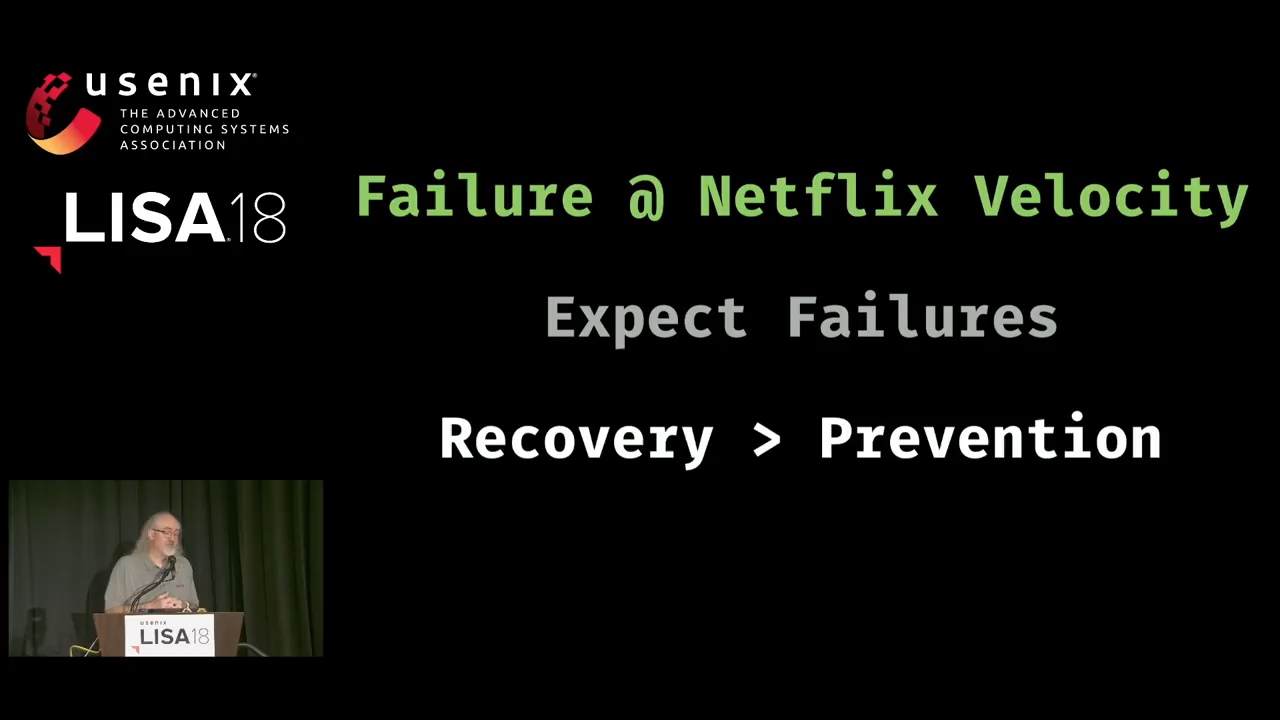 usenix®
THE ADVANCED
COMPUTING SYSTEMS
ASSOCIATION
LISA18
Failure @ Netflix Velocity
Expect Failures
Recovery > Prevention
usenix
LISA18